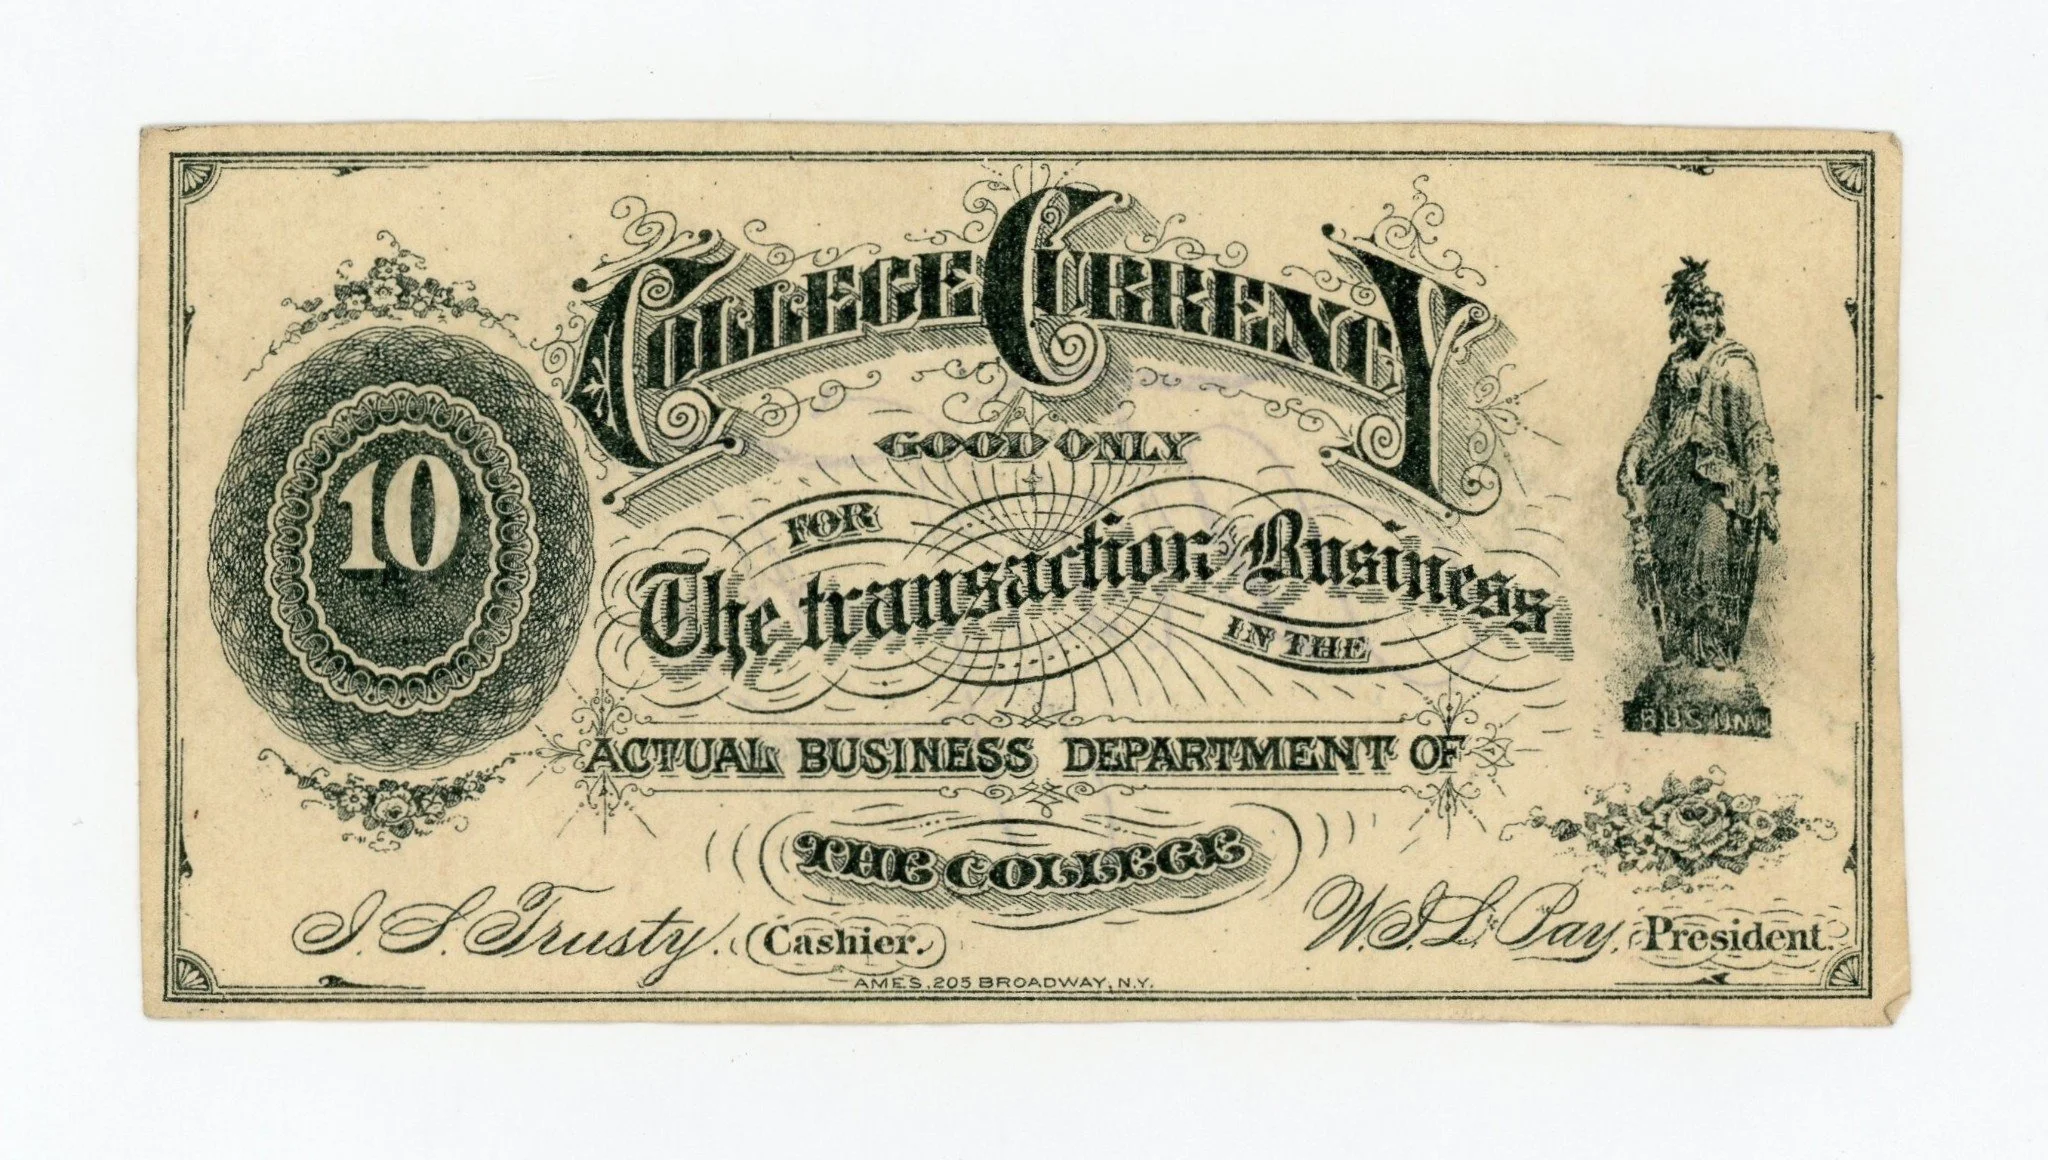 COLLEGE CURRENCY
GOOD ONLY
FOR
The transaction Business
IN THE
10
ACTUAL BUSINESS DEPARTMENT OF
THE COLLEGE
I. S. Trusty. Cashier.
W. I. L. Pay, President.
AMES, 205 BROADWAY, N.Y.